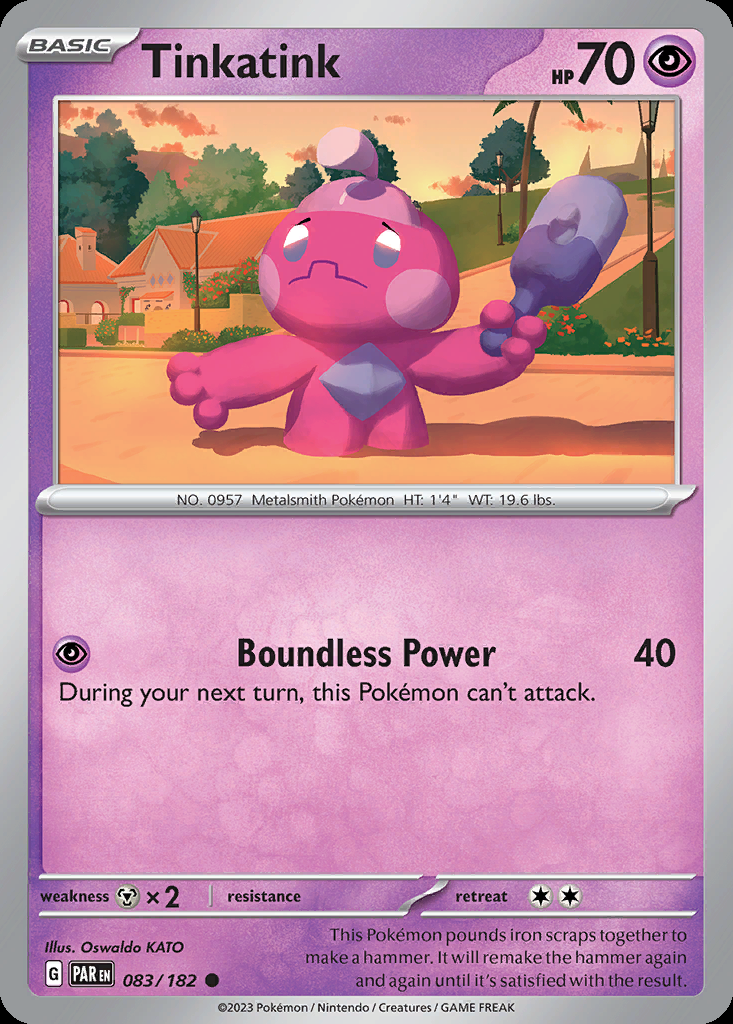 BASIC
Tinkatink
HP 70
NO. 0957 Metalsmith Pokémon HT: 1'4" WT: 19.6 lbs.
Boundless Power 40
During your next turn, this Pokémon can't attack.
weakness ×2 resistance retreat
Illus. Oswaldo KATO
G PAR EN 083/182
This Pokémon pounds iron scraps together to
make a hammer. It will remake the hammer again
and again until it's satisfied with the result.
©2023 Pokémon / Nintendo / Creatures / GAME FREAK